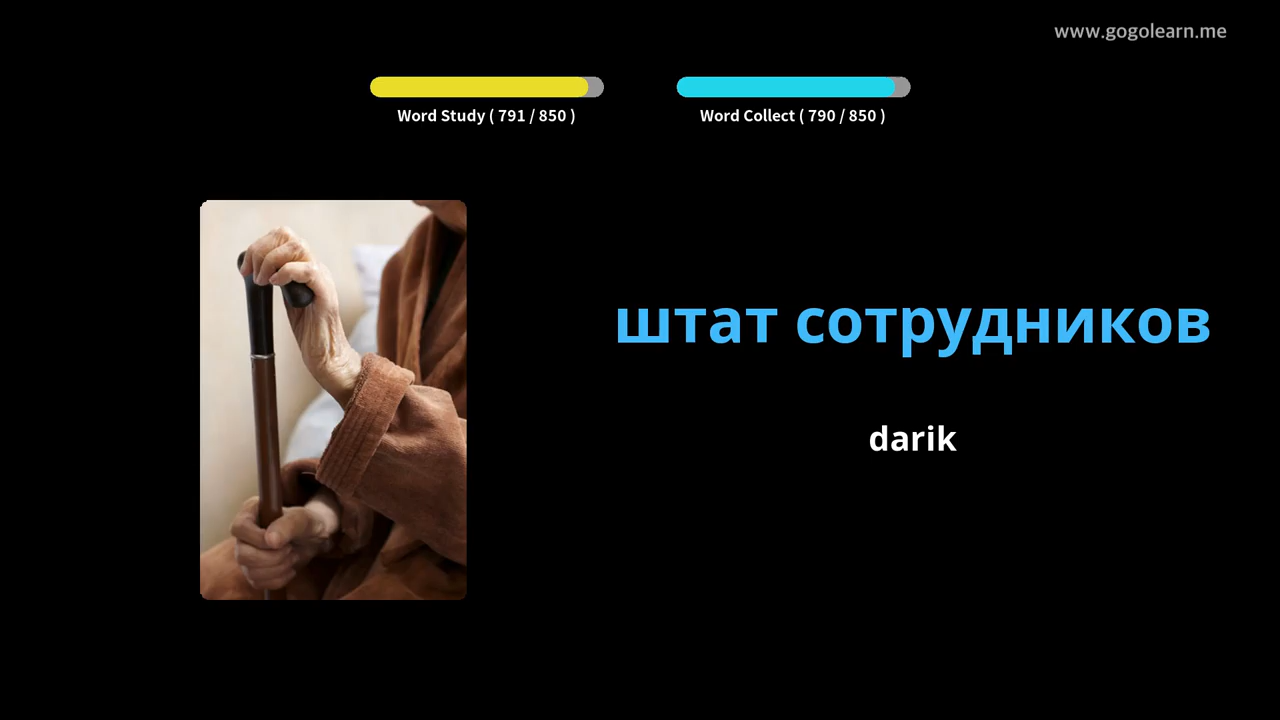 www.gogolearn.me
Word Study ( 791 / 850 )
Word Collect ( 790 / 850 )
штат сотрудников
darik